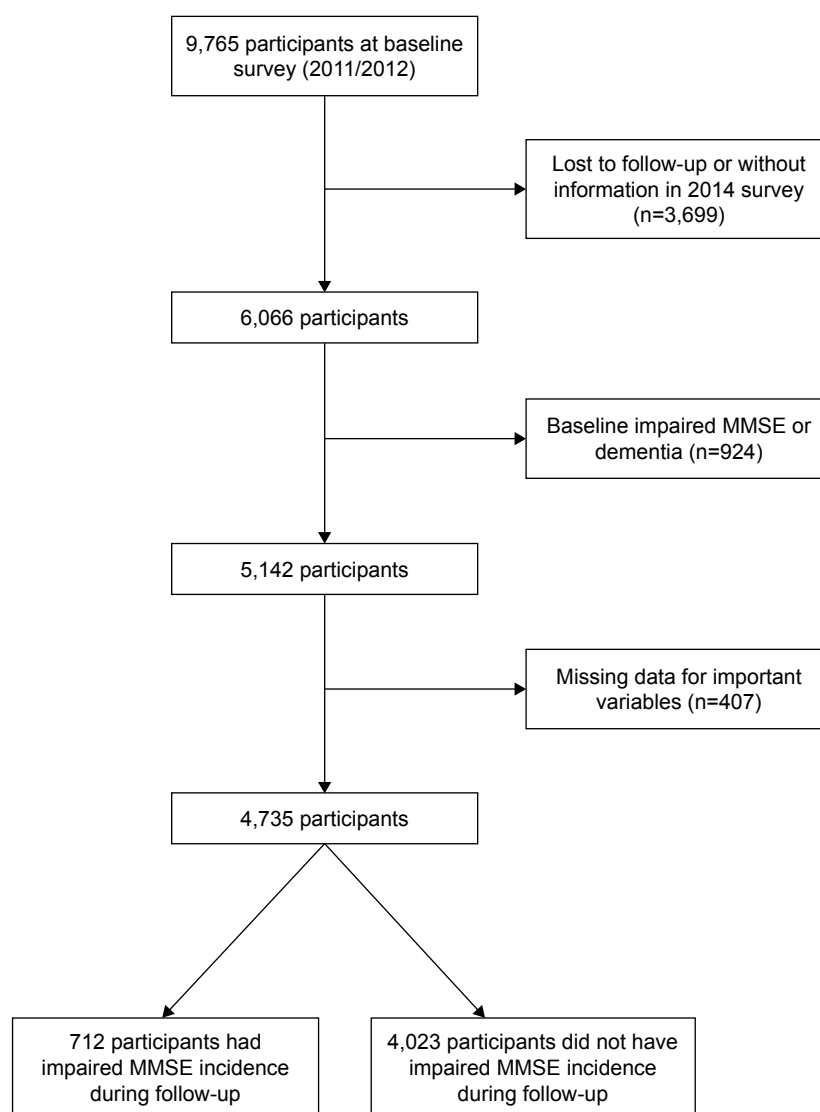 9,765 participants at baseline
survey (2011/2012)
Lost to follow-up or without
information in 2014 survey
(n=3,699)
6,066 participants
Baseline impaired MMSE or
dementia (n=924)
5,142 participants
Missing data for important
variables (n=407)
4,735 participants
712 participants had
impaired MMSE incidence
during follow-up
4,023 participants did not have
impaired MMSE incidence
during follow-up